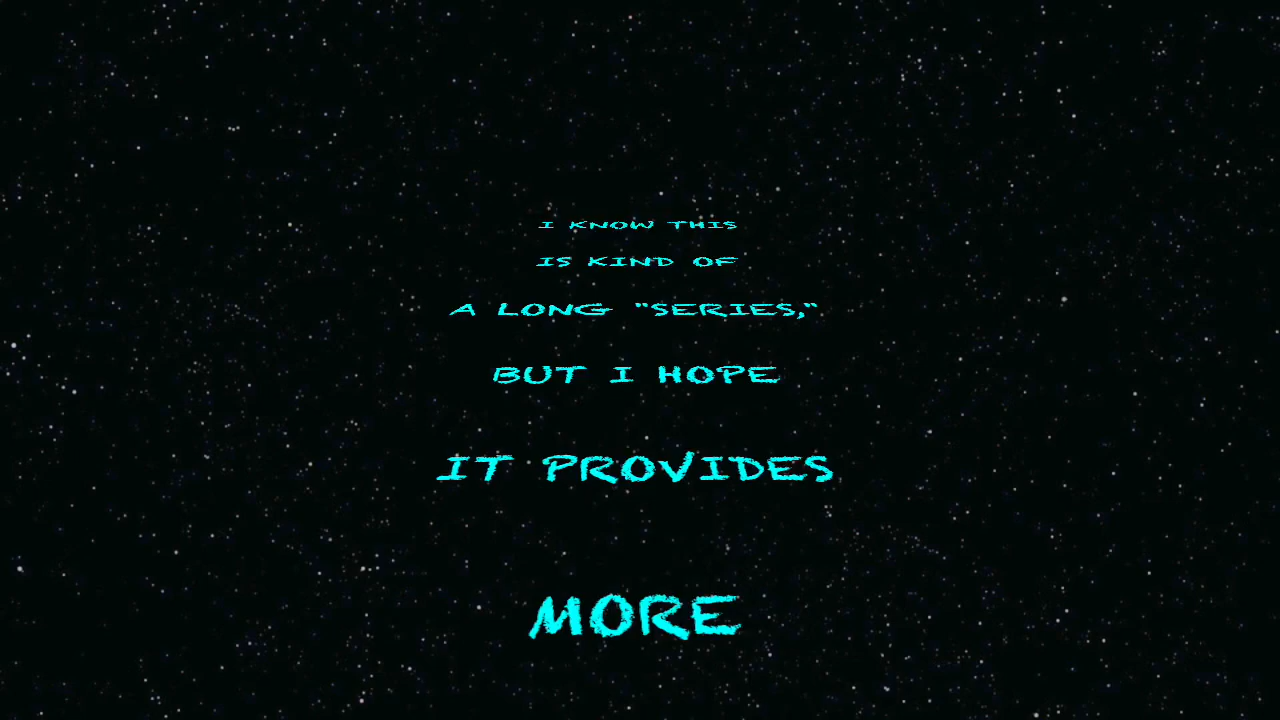 I KNOW THIS
IS KIND OF
A LONG "SERIES,"
BUT I HOPE
IT PROVIDES
MORE